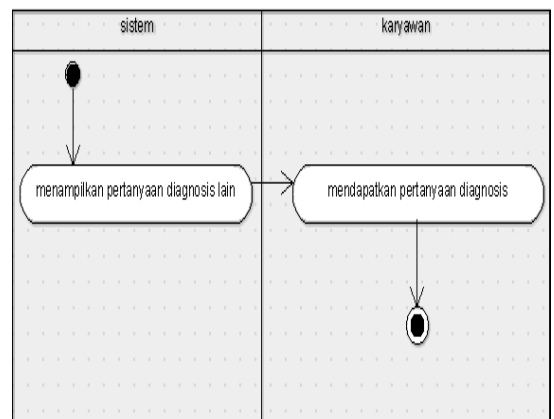 sistem
karyawan
menampilkan pertanyaan diagnosis lain
mendapatkan pertanyaan diagnosis